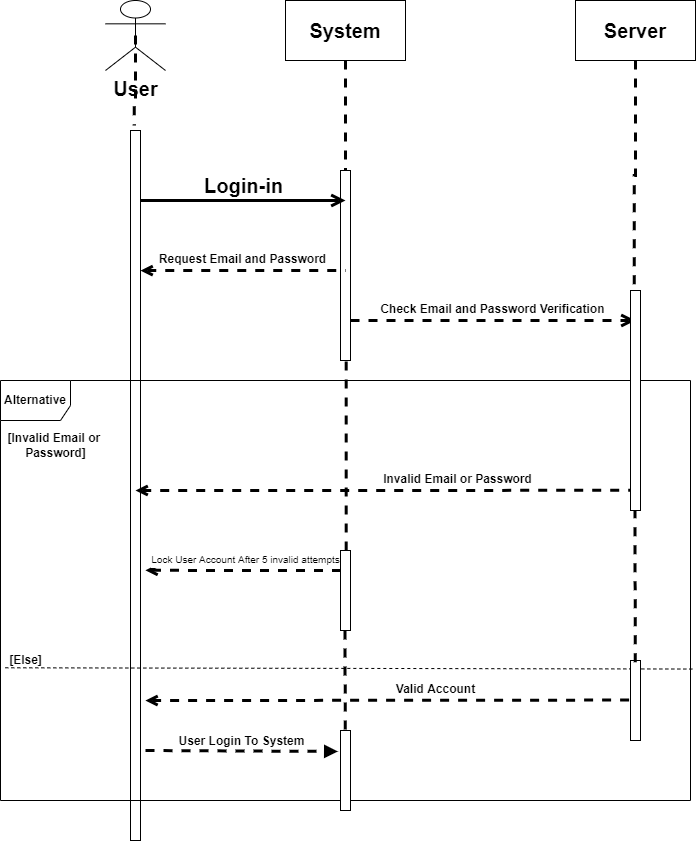 System
Server
User
Login-in
Request Email and Password
Check Email and Password Verification
Alternative
[Invalid Email or
Password]
Invalid Email or Password
Lock User Account After 5 invalid attempts
[Else]
Valid Account
User Login To System